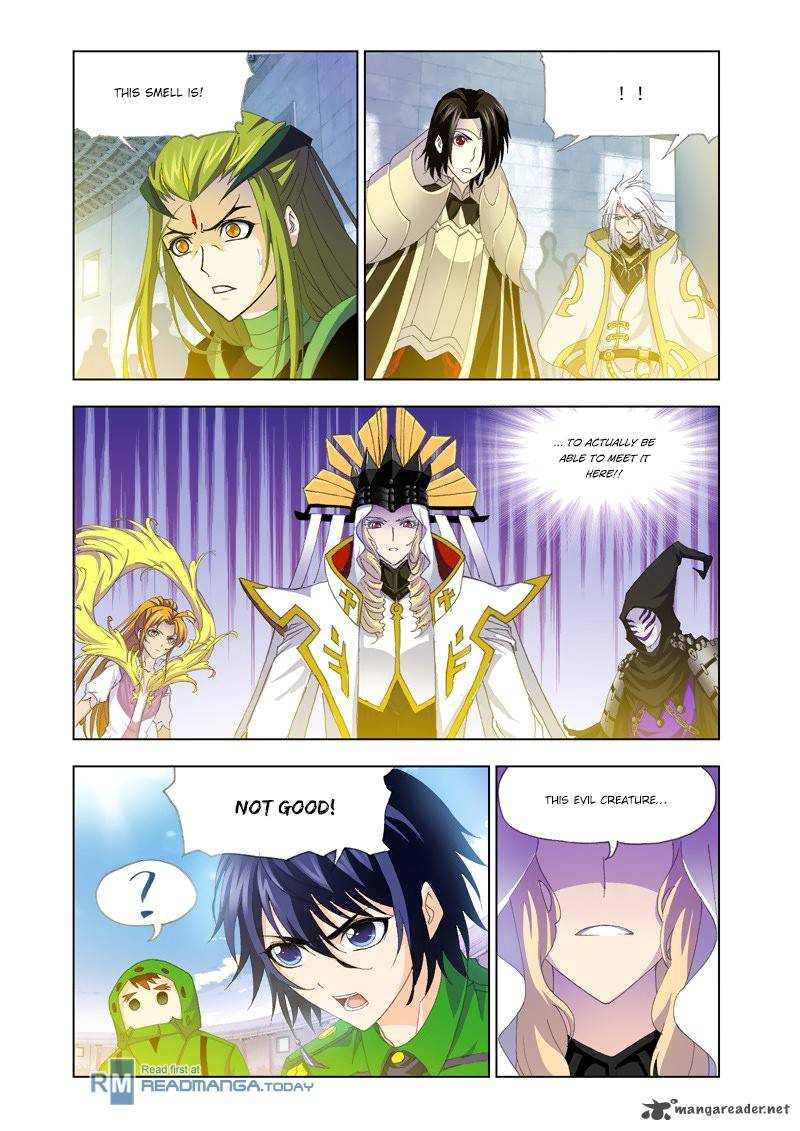 THIS SMELL IS!
! !
... TO ACTUALLY BE
ABLE TO MEET IT
HERE!!
NOT GOOD!
?
THIS EVIL CREATURE...
Read first at
RM READMANGA.TODAY
mangareader.net